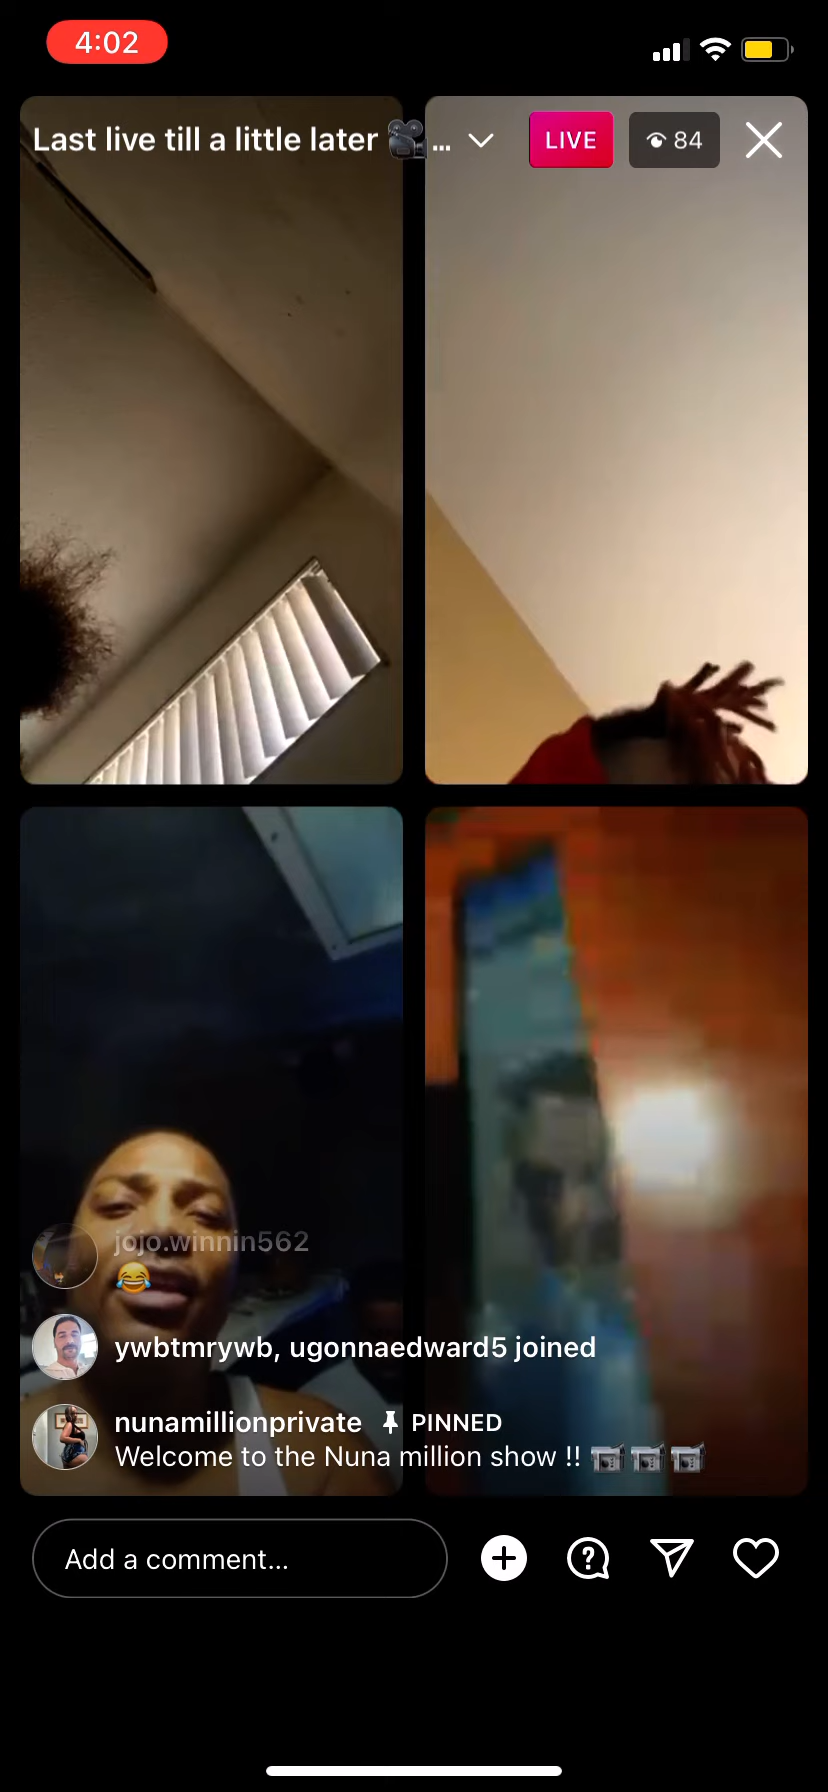 4:02
Last live till a little later 🎥... LIVE 84
jojo.winnin562
😂
ywbtmrywb, ugonnaedward5 joined
nunamillionprivate 📌 PINNED
Welcome to the Nuna million show !! 📹📹📹
Add a comment...